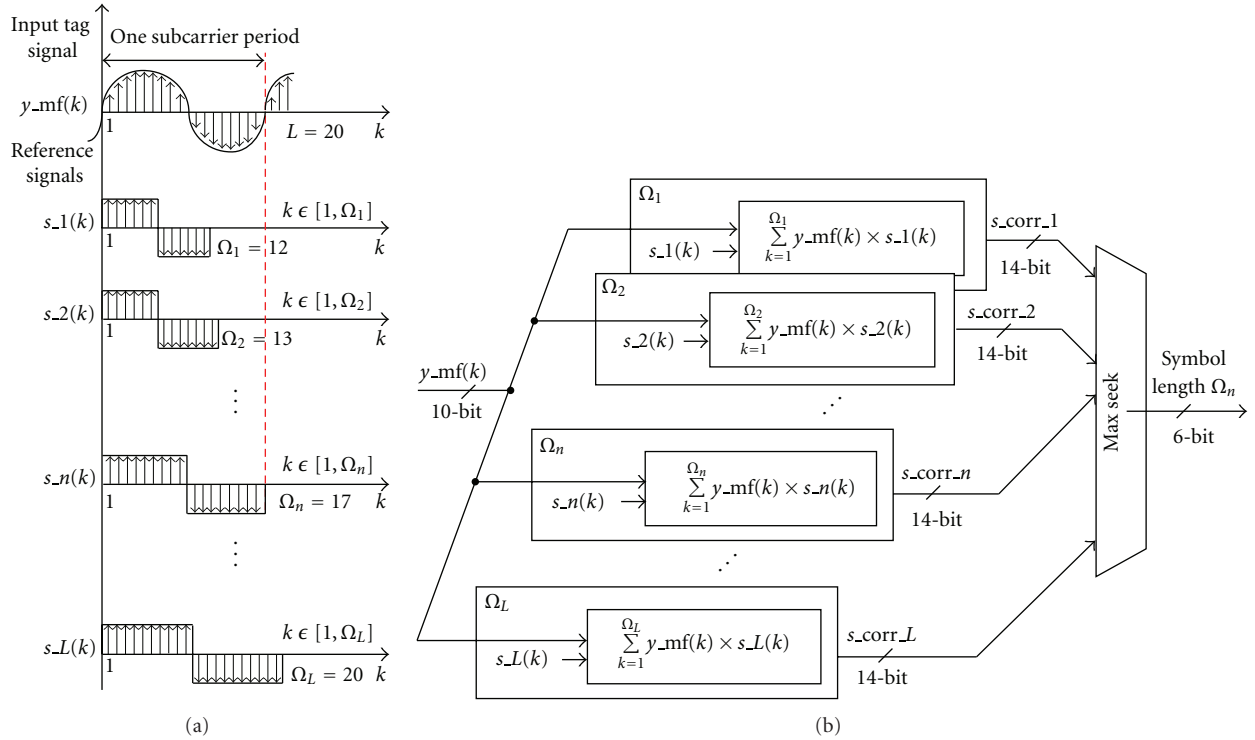 Input tag
signal
One subcarrier period
y_mf(k)
1
L = 20
k
Reference
signals
s_1(k)
k ϵ [1, Ω₁]
1
Ω₁ = 12
k
s_2(k)
k ϵ [1, Ω₂]
1
Ω₂ = 13
k
⋮
s_n(k)
k ϵ [1, Ωₙ]
1
Ωₙ = 17
k
⋮
s_L(k)
k ϵ [1, Ω_L]
1
Ω_L = 20
k
(a)
Ω₁
s_1(k)
Ω₁
∑ y_mf(k) × s_1(k)
k=1
s_corr_1
14-bit
Ω₂
s_2(k)
Ω₂
∑ y_mf(k) × s_2(k)
k=1
s_corr_2
14-bit
y_mf(k)
10-bit
⋰
Ωₙ
s_n(k)
Ωₙ
∑ y_mf(k) × s_n(k)
k=1
s_corr_n
14-bit
⋰
Ω_L
s_L(k)
Ω_L
∑ y_mf(k) × s_L(k)
k=1
s_corr_L
14-bit
Max seek
Symbol
length Ωₙ
6-bit
(b)